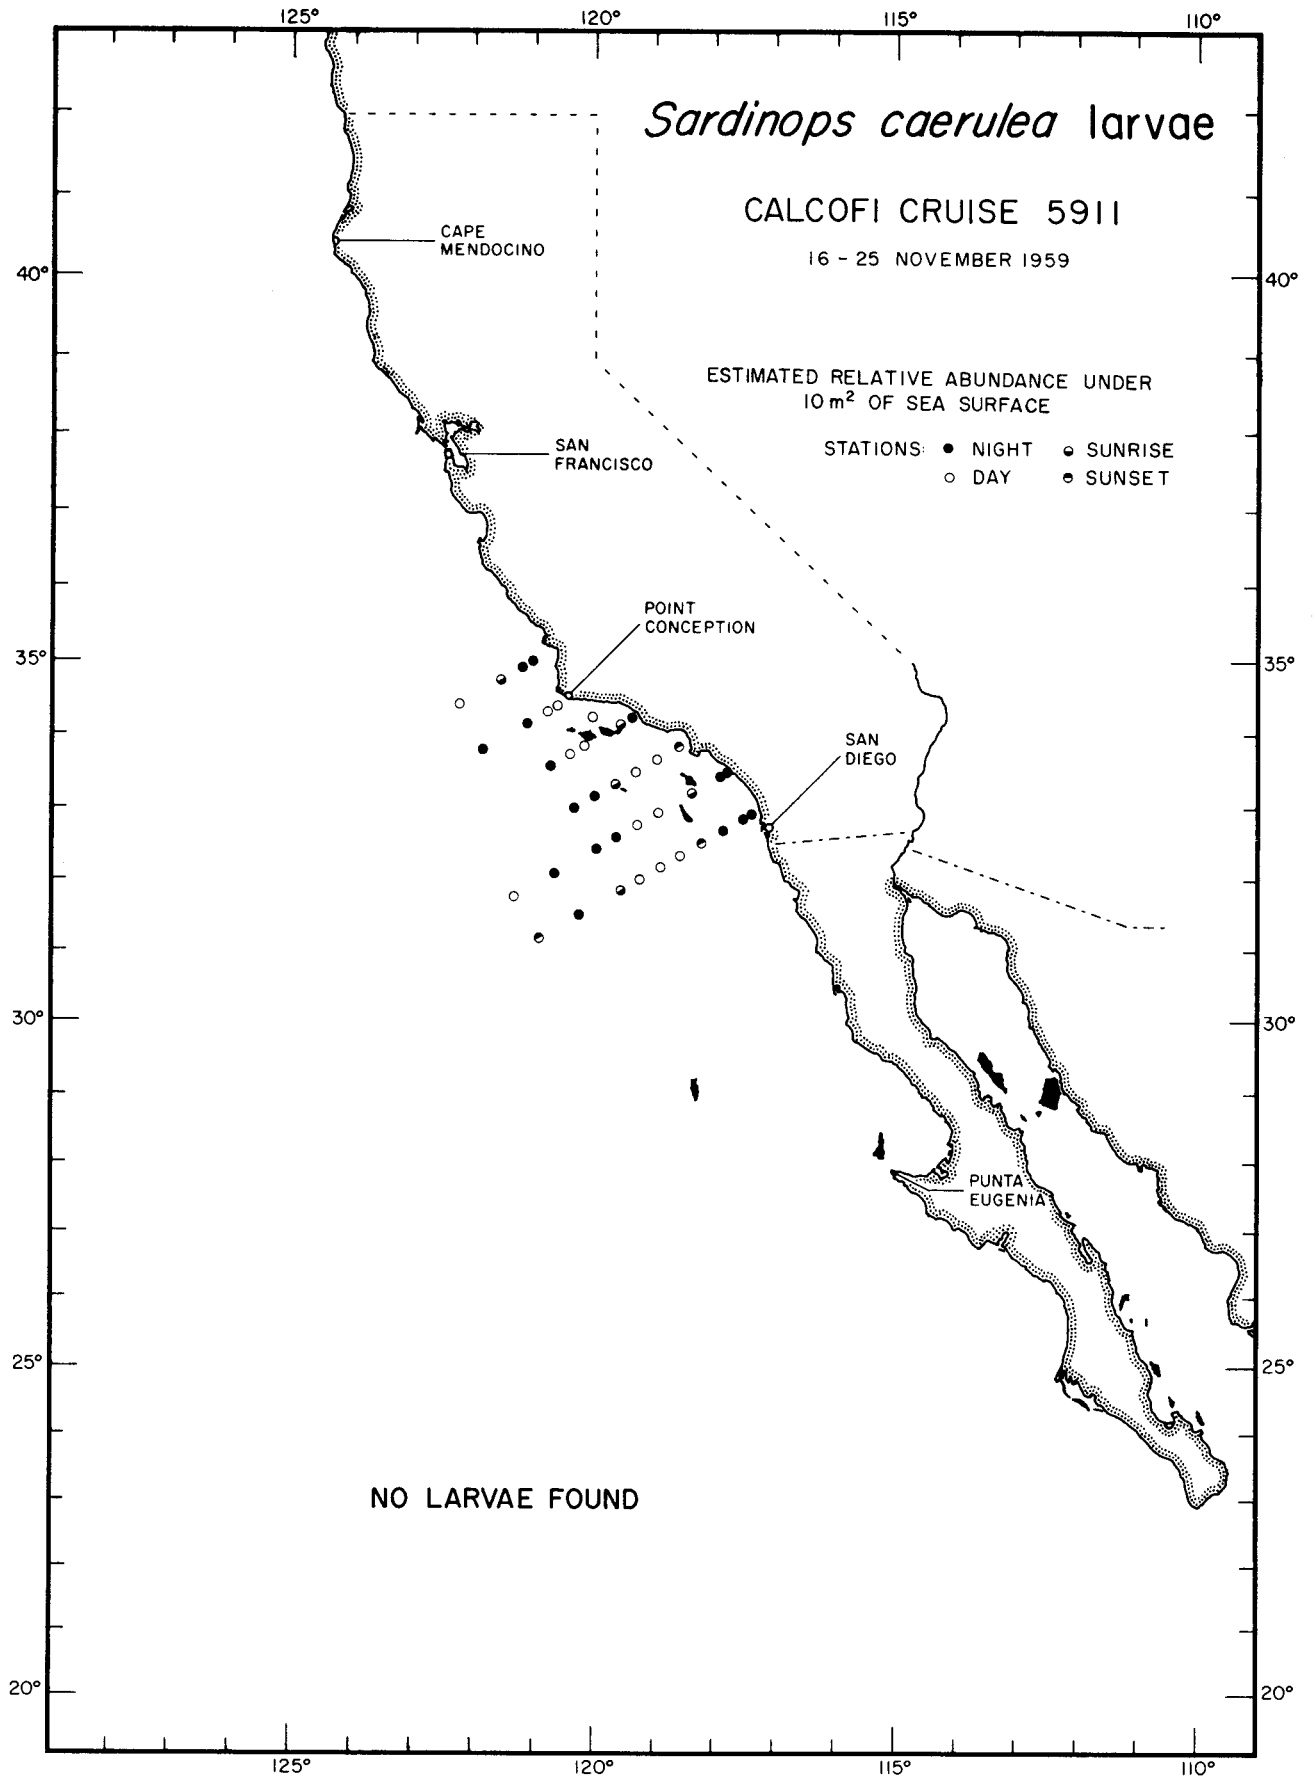 125° 120° 115° 110°
Sardinops caerulea larvae
CALCOFI CRUISE 5911
16 - 25 NOVEMBER 1959
CAPE
MENDOCINO
40° 40°
ESTIMATED RELATIVE ABUNDANCE UNDER
10 m² OF SEA SURFACE
STATIONS: ● NIGHT ◒ SUNRISE
○ DAY ◓ SUNSET
SAN
FRANCISCO
POINT
CONCEPTION
35° 35°
SAN
DIEGO
30° 30°
PUNTA
EUGENIA
25° 25°
NO LARVAE FOUND
20° 20°
125° 120° 115° 110°